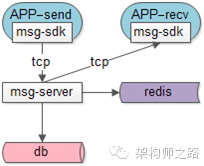 APP-send
APP-recv
msg-sdk
msg-sdk
tcp
tcp
msg-server
redis
db
架构师之路